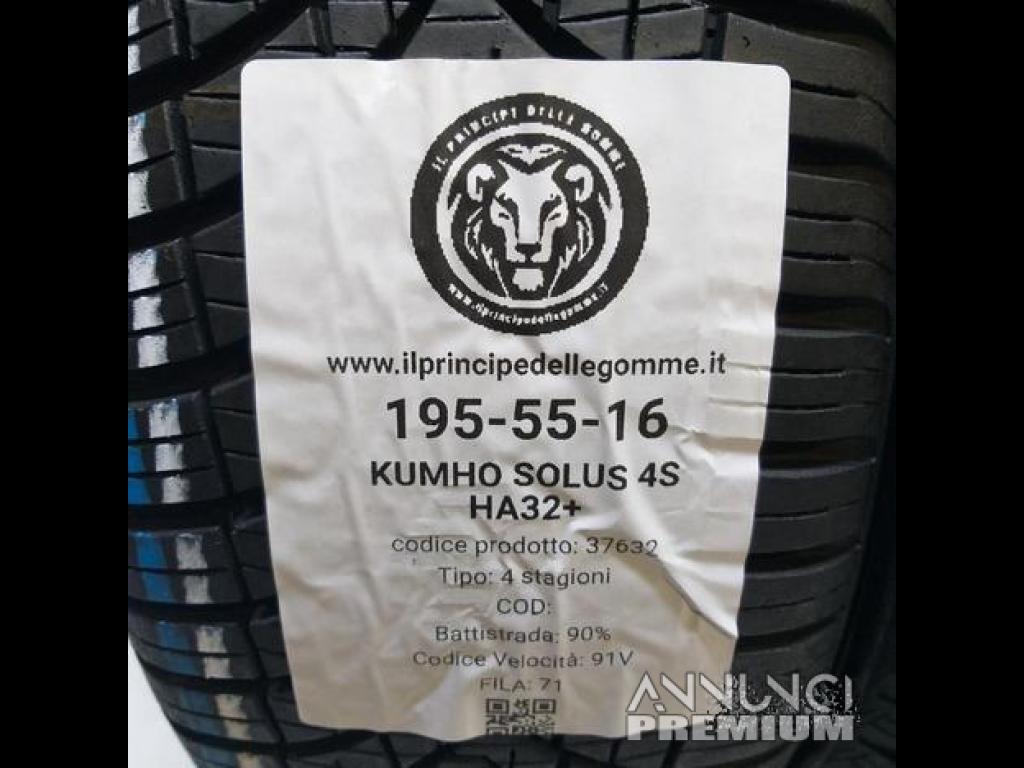 IL PRINCIPE DELLE GOMME
www.ilprincipedellegomme.it
www.ilprincipedellegomme.it
195-55-16
KUMHO SOLUS 4S
HA32+
codice prodotto: 37632
Tipo: 4 stagioni
COD:
Battistrada: 90%
Codice Velocità: 91V
FILA: 71
ANNUNCI
PREMIUM